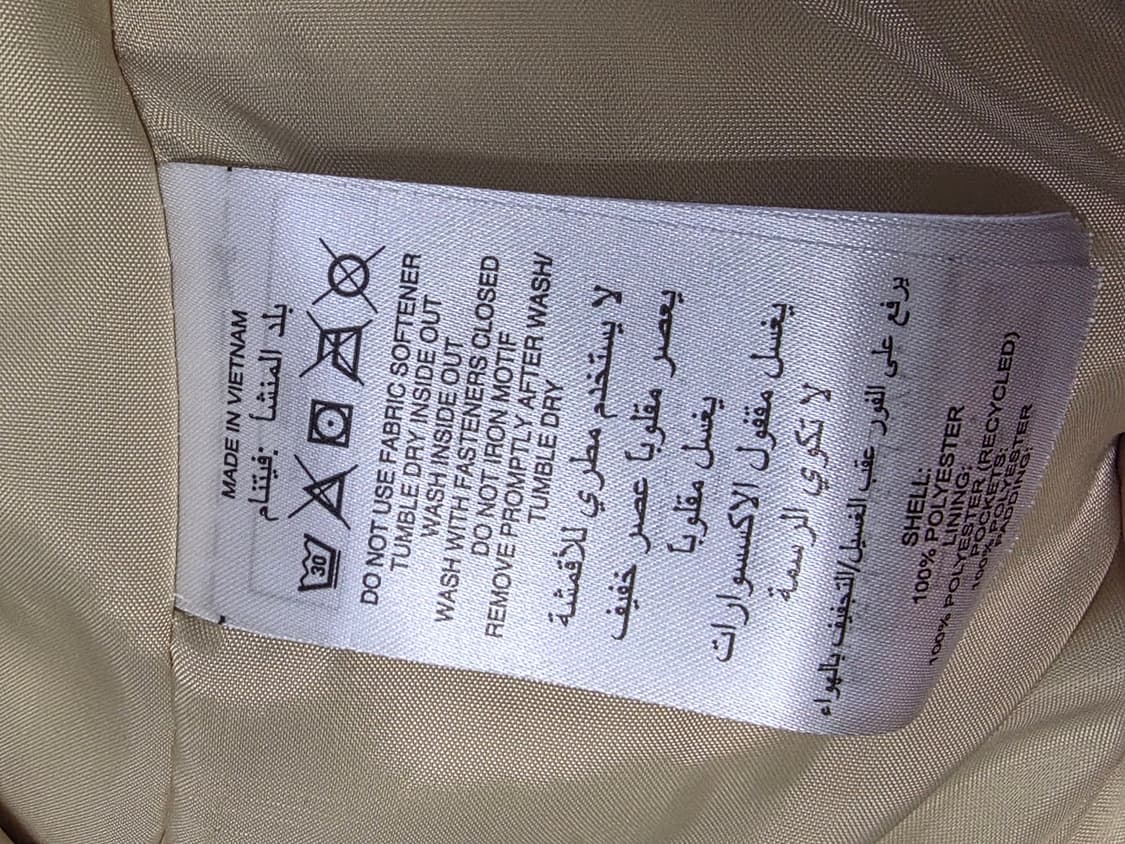 MADE IN VIETNAM
بلد المنشأ :فيتنام
30
DO NOT USE FABRIC SOFTENER
TUMBLE DRY INSIDE OUT
WASH INSIDE OUT
WASH WITH FASTENERS CLOSED
DO NOT IRON MOTIF
REMOVE PROMPTLY AFTER WASH/
TUMBLE DRY
لا يستخدم مطري للأقمشة
يعصر مقلوباً عصر خفيف
يغسل مقلوباً
يغسل مقفول الاكسسوارات
لا تكوي الرسمة
يرفع على الفور عقب الغسيل/التجفيف بالهواء
SHELL:
100% POLYESTER
LINING:
100% POLYESTER (RECYCLED)
POCKETS:
100% POLYESTER
PADDING: